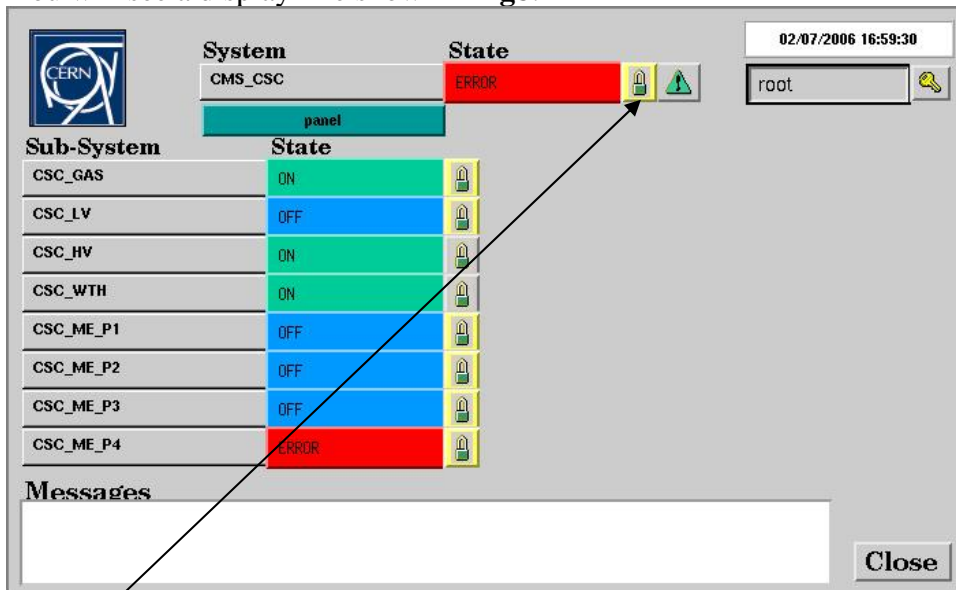 02/07/2006 16:59:30
System State
CERN
CMS_CSC ERROR root
panel
Sub-System State
CSC_GAS ON
CSC_LV OFF
CSC_HV ON
CSC_WTH ON
CSC_ME_P1 OFF
CSC_ME_P2 OFF
CSC_ME_P3 OFF
CSC_ME_P4 ERROR
Messages
Close